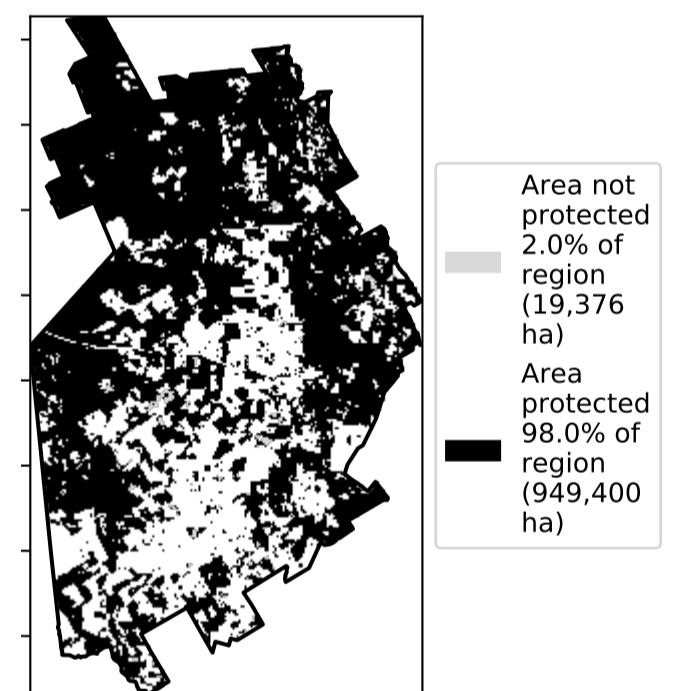 Area not
protected
2.0% of
region
(19,376
ha)
Area
protected
98.0% of
region
(949,400
ha)